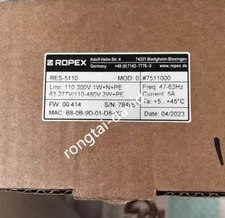 ROPEX
Adolf-Heim-Str. 4
74321 Bietigheim-Bissingen
Germany
+49 (0)7142-7776-0
www.ropex.de
RES-5110
MOD: 0
#7511000
Line: 110-300V 1W+N+PE
Freq: 47-63Hz
63-277V/110-480V 3W+PE
Current: 5A
FW: 00.414
S/N:
Ta: +5...+45°C
MAC: B8-0B-9D-01-D8-
Date: 04/2023
rongtai-